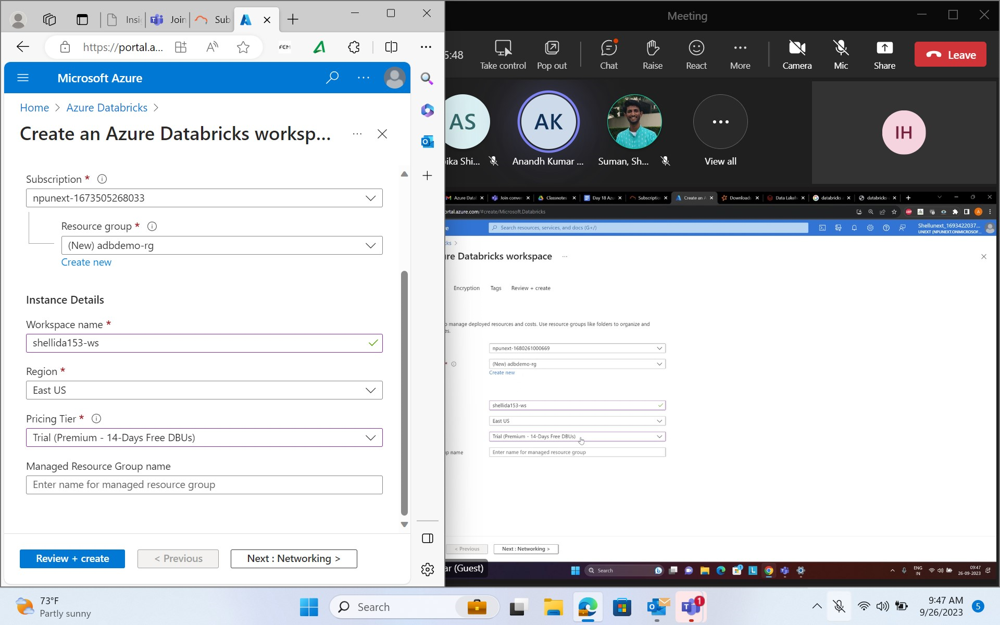 Insi
Join
Sub
https://portal.a...
FCM
Microsoft Azure
Home > Azure Databricks >
Create an Azure Databricks worksp...
Subscription *
npunext-1673505268033
Resource group *
(New) adbdemo-rg
Create new
Instance Details
Workspace name *
shellida153-ws
Region *
East US
Pricing Tier *
Trial (Premium - 14-Days Free DBUs)
Managed Resource Group name
Enter name for managed resource group
Review + create
< Previous
Next : Networking >
Meeting
5:48
Take control
Pop out
Chat
Raise
React
More
Camera
Mic
Share
Leave
AS
AK
IH
ika Shi...
Anandh Kumar ...
Suman, Sh...
View all
Azure Data
Join conver
Classnotes
Day 18 Azu
Subscriptio
Create an A
Downloads
Data Lakeh
databricks
databricks
ortal.azure.com/#create/Microsoft.Databricks
ABP
A
e
Search resources, services, and docs (G+/)
Shellunext_1693422037...
UNEXT (NPUNEXT.ONMICROSOF...
cks >
re Databricks workspace ...
Encryption
Tags
Review + create
manage deployed resources and costs. Use resource groups like folders to organize and
es.
npunext-1680261000669
*
(New) adbdemo-rg
Create new
shellida153-ws
East US
Trial (Premium - 14-Days Free DBUs)
p name
Enter name for managed resource group
< Previous
Next : Networking >
ar (Guest)
Search
ENG
IN
09:47
26-09-2023
73°F
Partly sunny
Search
1
9:47 AM
9/26/2023
5